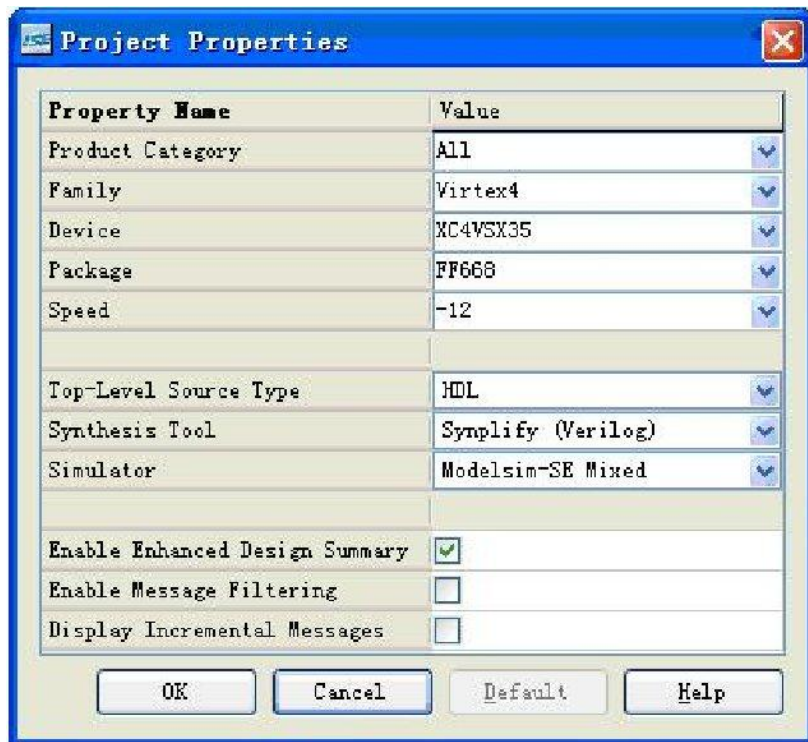 ISE Project Properties
Property Name Value
Product Category All
Family Virtex4
Device XC4VSX35
Package FF668
Speed -12
Top-Level Source Type HDL
Synthesis Tool Synplify (Verilog)
Simulator Modelsim-SE Mixed
Enable Enhanced Design Summary
Enable Message Filtering
Display Incremental Messages
OK Cancel Default Help